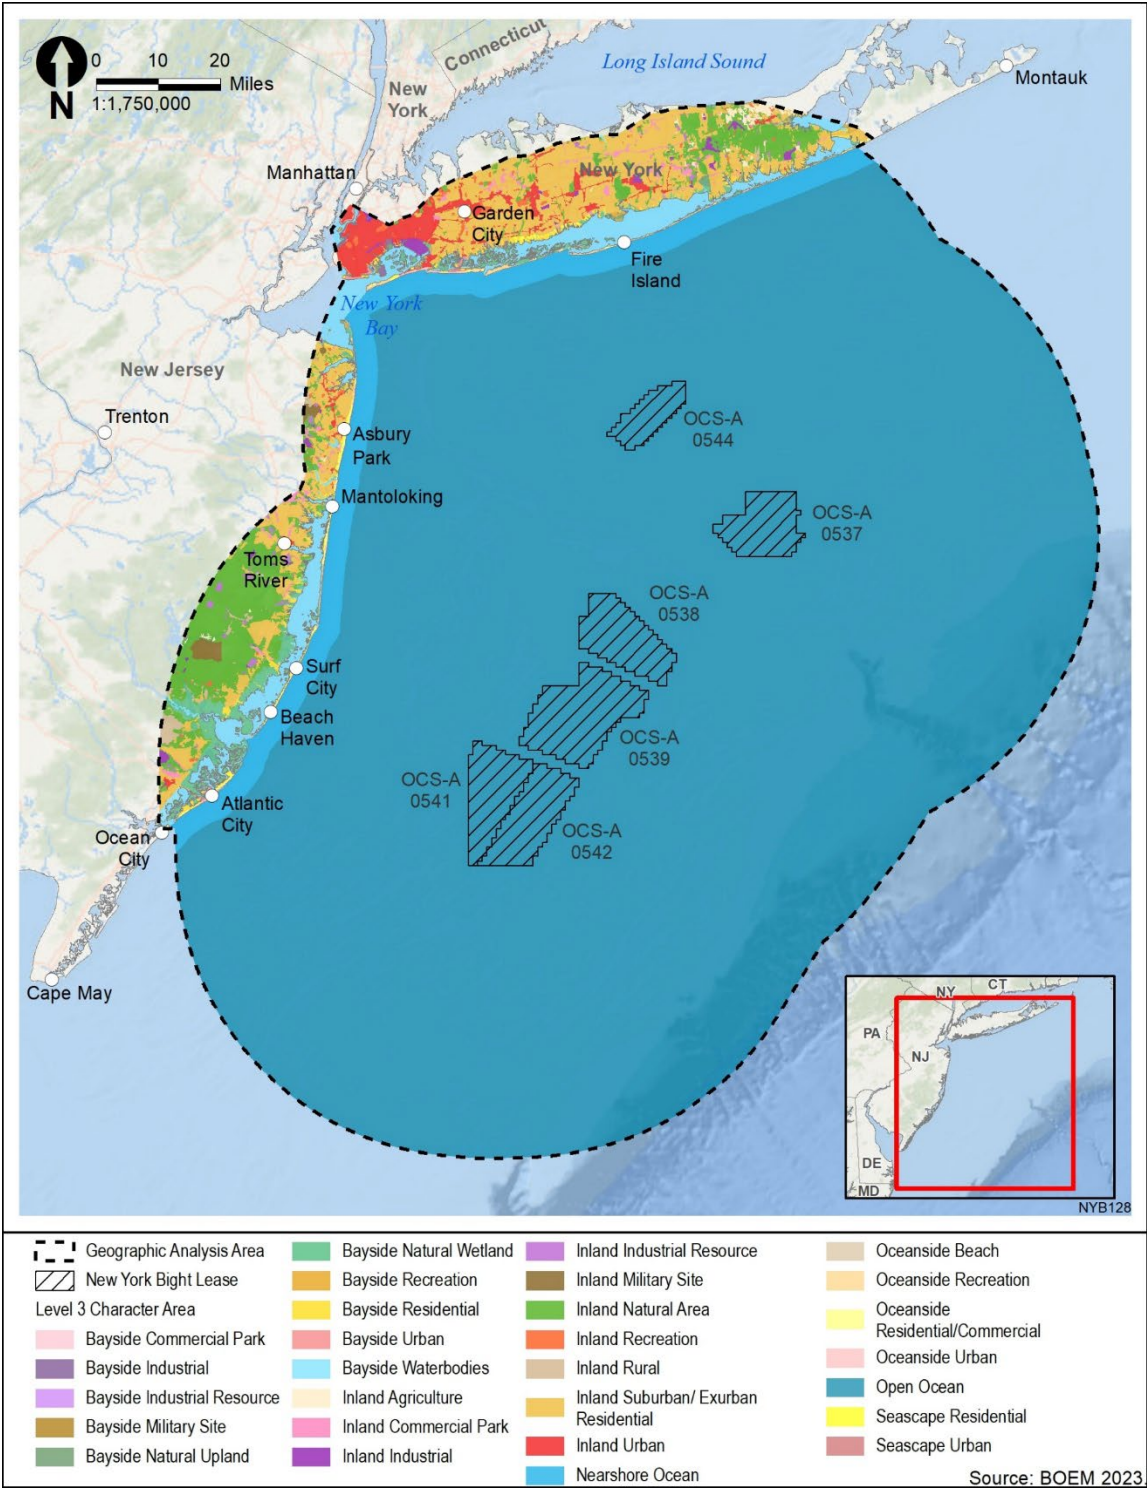 N
0 10 20
Miles
1:1,750,000
Connecticut
New
York
Long Island Sound
Montauk
Manhattan
New York
Garden
City
Fire
Island
New York
Bay
New Jersey
Trenton
Asbury
Park
Mantoloking
Toms
River
Surf
City
Beach
Haven
Atlantic
City
Ocean
City
Cape May
OCS-A
0544
OCS-A
0537
OCS-A
0538
OCS-A
0539
OCS-A
0541
OCS-A
0542
NY
CT
PA
NJ
DE
MD
NYB128
Geographic Analysis Area
New York Bight Lease
Level 3 Character Area
Bayside Commercial Park
Bayside Industrial
Bayside Industrial Resource
Bayside Military Site
Bayside Natural Upland
Bayside Natural Wetland
Bayside Recreation
Bayside Residential
Bayside Urban
Bayside Waterbodies
Inland Agriculture
Inland Commercial Park
Inland Industrial
Inland Industrial Resource
Inland Military Site
Inland Natural Area
Inland Recreation
Inland Rural
Inland Suburban/ Exurban
Residential
Inland Urban
Nearshore Ocean
Oceanside Beach
Oceanside Recreation
Oceanside
Residential/Commercial
Oceanside Urban
Open Ocean
Seascape Residential
Seascape Urban
Source: BOEM 2023.